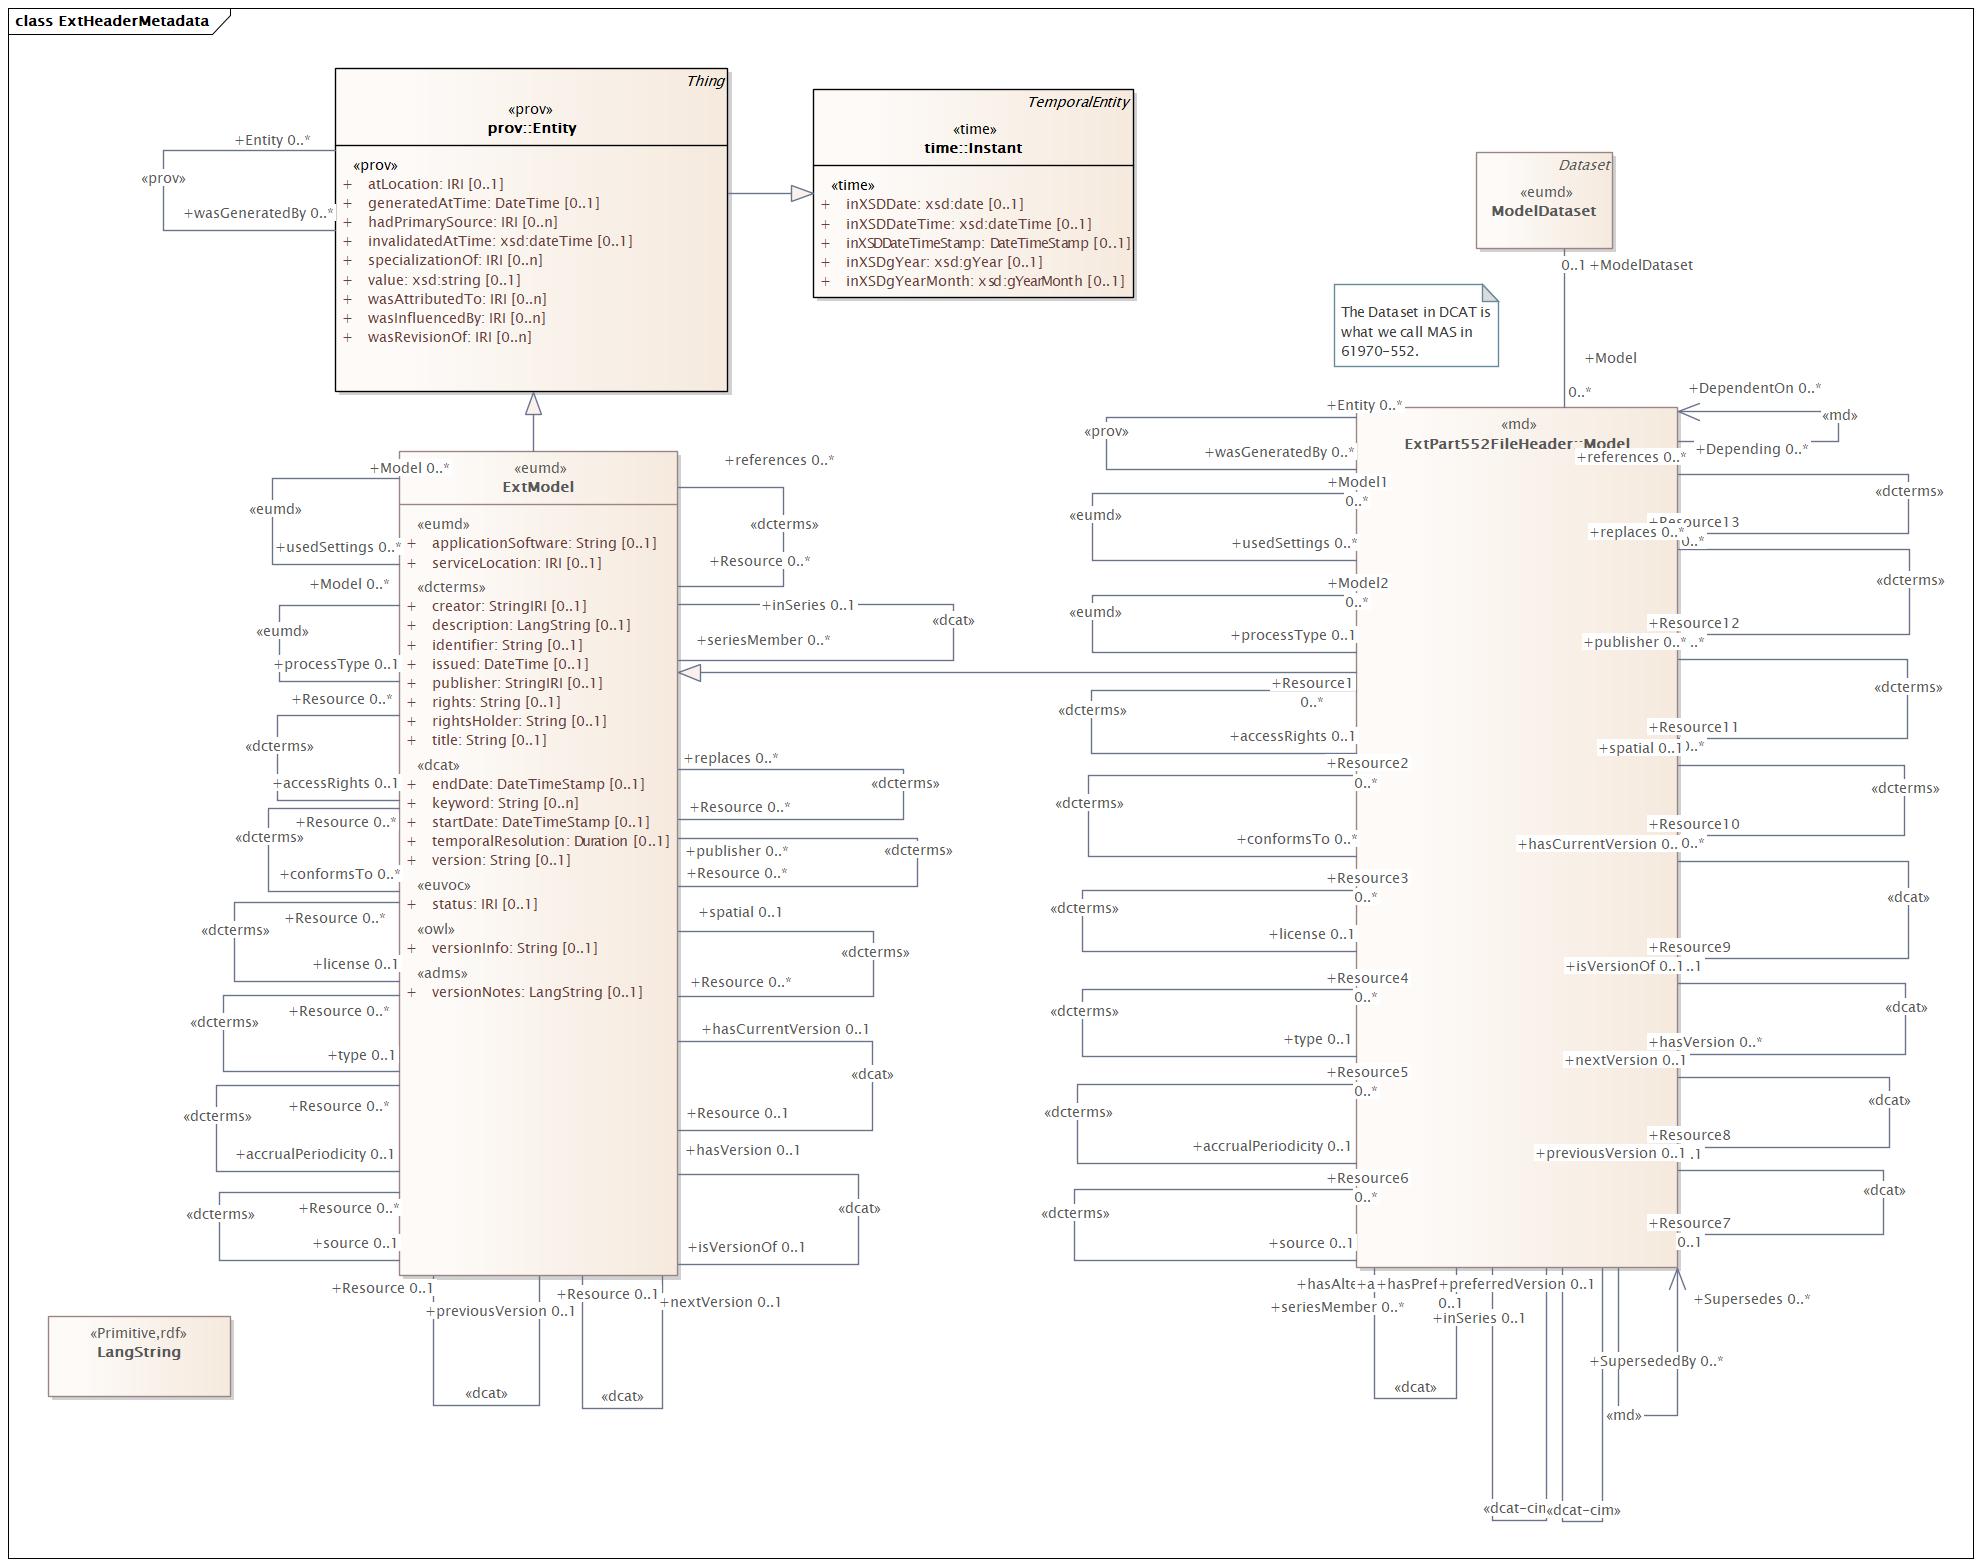 class ExtHeaderMetadata
Thing
«prov»
prov::Entity
«prov»
+ atLocation: IRI [0..1]
+ generatedAtTime: DateTime [0..1]
+ hadPrimarySource: IRI [0..n]
+ invalidatedAtTime: xsd:dateTime [0..1]
+ specializationOf: IRI [0..n]
+ value: xsd:string [0..1]
+ wasAttributedTo: IRI [0..n]
+ wasInfluencedBy: IRI [0..n]
+ wasRevisionOf: IRI [0..n]
+Entity 0..*
«prov»
+wasGeneratedBy 0..*
TemporalEntity
«time»
time::Instant
«time»
+ inXSDDate: xsd:date [0..1]
+ inXSDDateTime: xsd:dateTime [0..1]
+ inXSDDateTimeStamp: DateTimeStamp [0..1]
+ inXSDgYear: xsd:gYear [0..1]
+ inXSDgYearMonth: xsd:gYearMonth [0..1]
Dataset
«eumd»
ModelDataset
0..1 +ModelDataset
The Dataset in DCAT is
what we call MAS in
61970-552.
+Model
0..*
«eumd»
ExtModel
«eumd»
+ applicationSoftware: String [0..1]
+ serviceLocation: IRI [0..1]
«dcterms»
+ creator: StringIRI [0..1]
+ description: LangString [0..1]
+ identifier: String [0..1]
+ issued: DateTime [0..1]
+ publisher: StringIRI [0..1]
+ rights: String [0..1]
+ rightsHolder: String [0..1]
+ title: String [0..1]
«dcat»
+ endDate: DateTimeStamp [0..1]
+ keyword: String [0..n]
+ startDate: DateTimeStamp [0..1]
+ temporalResolution: Duration [0..1]
+ version: String [0..1]
«euvoc»
+ status: IRI [0..1]
«owl»
+ versionInfo: String [0..1]
«adms»
+ versionNotes: LangString [0..1]
+Model 0..*
«eumd»
+usedSettings 0..*
+Model 0..*
«eumd»
+processType 0..1
+Resource 0..*
«dcterms»
+accessRights 0..1
+Resource 0..*
«dcterms»
+conformsTo 0..*
+Resource 0..*
«dcterms»
+license 0..1
+Resource 0..*
«dcterms»
+type 0..1
+Resource 0..*
«dcterms»
+accrualPeriodicity 0..1
+Resource 0..*
«dcterms»
+source 0..1
+references 0..*
«dcterms»
+Resource 0..*
+inSeries 0..1
«dcat»
+seriesMember 0..*
+replaces 0..*
«dcterms»
+Resource 0..*
+publisher 0..*
«dcterms»
+Resource 0..*
+spatial 0..1
«dcterms»
+Resource 0..*
+hasCurrentVersion 0..1
«dcat»
+Resource 0..1
+hasVersion 0..1
«dcat»
+isVersionOf 0..1
+Resource 0..1
+previousVersion 0..1
«dcat»
+Resource 0..1
+nextVersion 0..1
«dcat»
«Primitive,rdf»
LangString
«md»
ExtPart552FileHeader::Model
+Entity 0..*
«prov»
+wasGeneratedBy 0..*
+Model1
0..*
«eumd»
+usedSettings 0..*
+Model2
0..*
«eumd»
+processType 0..1
+Resource1
0..*
«dcterms»
+accessRights 0..1
+Resource2
0..*
«dcterms»
+conformsTo 0..*
+Resource3
0..*
«dcterms»
+license 0..1
+Resource4
0..*
«dcterms»
+type 0..1
+Resource5
0..*
«dcterms»
+accrualPeriodicity 0..1
+Resource6
0..*
«dcterms»
+source 0..1
+DependentOn 0..*
«md»
+Depending 0..*
+references 0..*
«dcterms»
+Resource13
0..*
+replaces 0..*
«dcterms»
+Resource12
+publisher 0..*
«dcterms»
+Resource11
+spatial 0..1
«dcterms»
+Resource10
0..*
+hasCurrentVersion 0..
«dcat»
+Resource9
+isVersionOf 0..1
«dcat»
+hasVersion 0..*
+nextVersion 0..1
«dcat»
+Resource8
+previousVersion 0..1
«dcat»
+Resource7
0..1
+hasAlte+a+hasPref+preferredVersion 0..1
+seriesMember 0..*
0..1
+inSeries 0..1
«dcat»
+Supersedes 0..*
+SupersededBy 0..*
«md»
«dcat-cim
«dcat-cim»